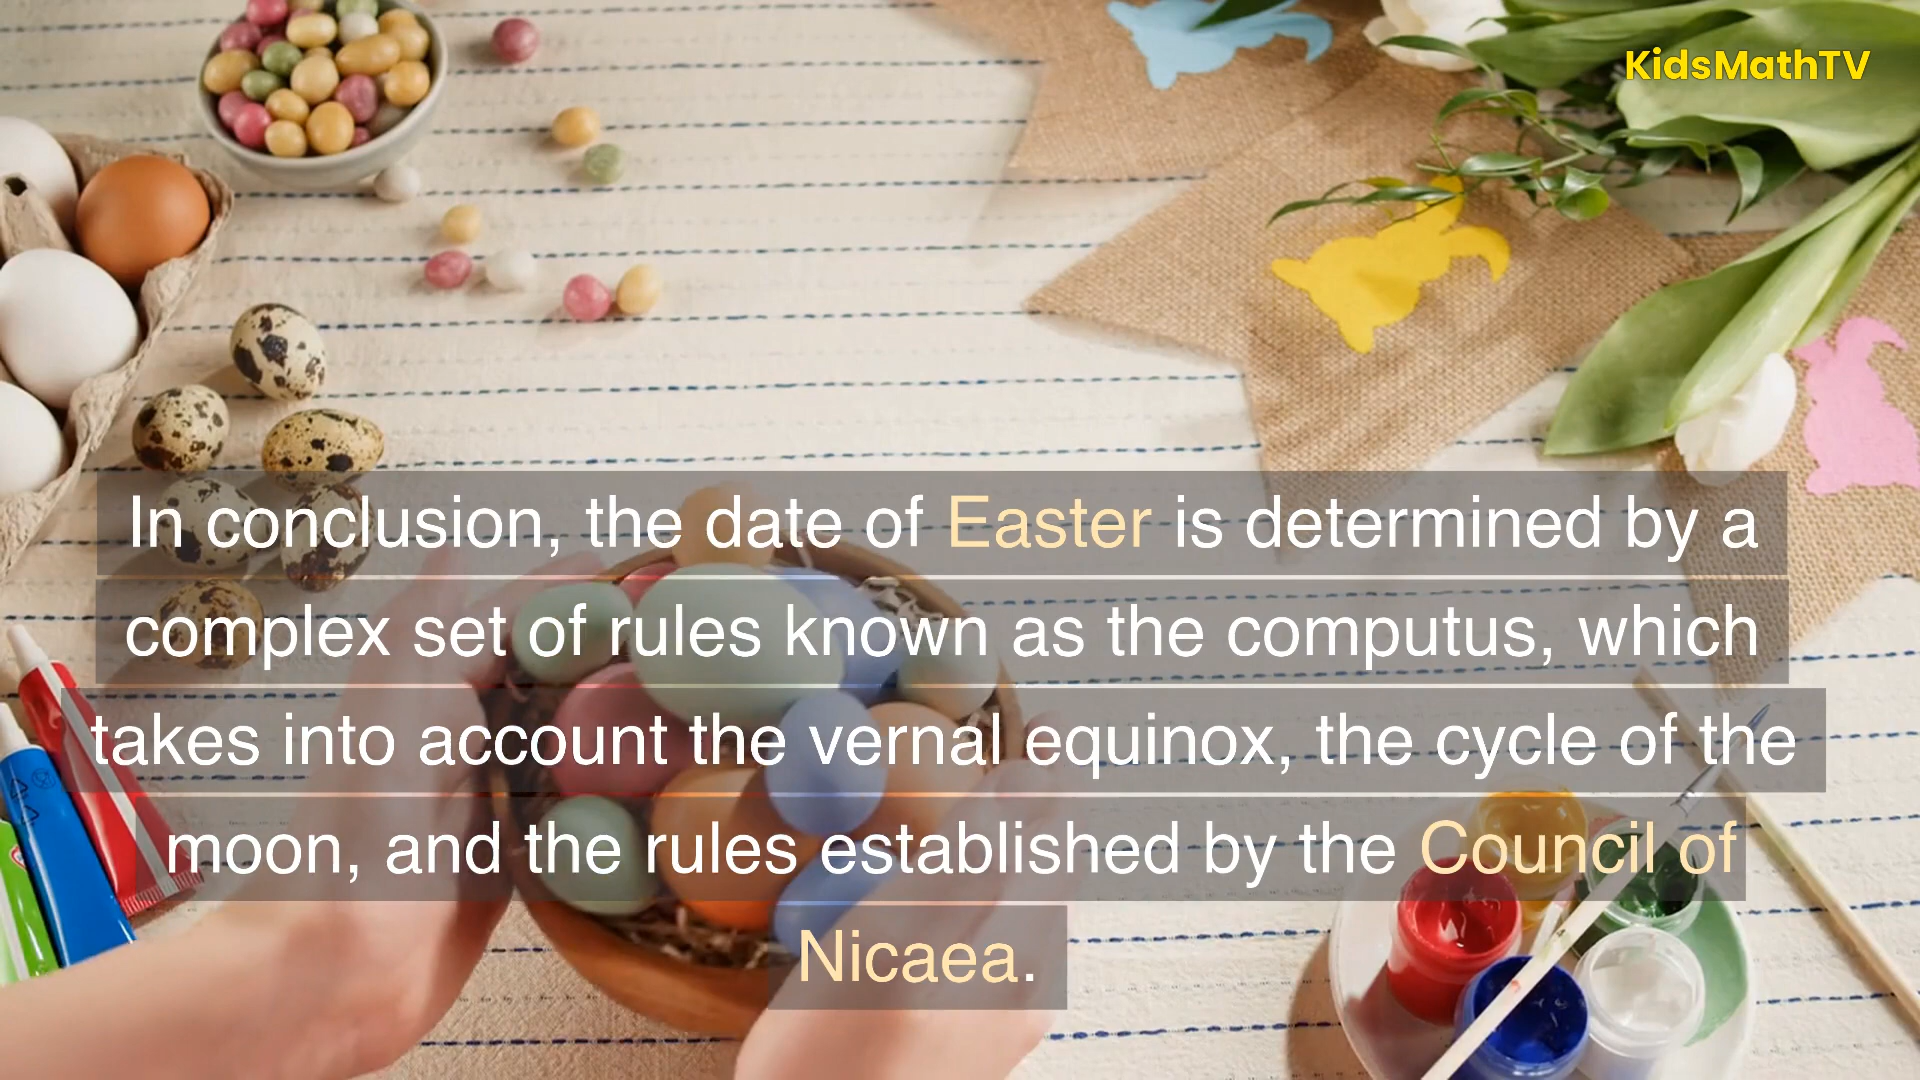 KidsMathTV
In conclusion, the date of Easter is determined by a
complex set of rules known as the computus, which
takes into account the vernal equinox, the cycle of the
moon, and the rules established by the Council of
Nicaea.